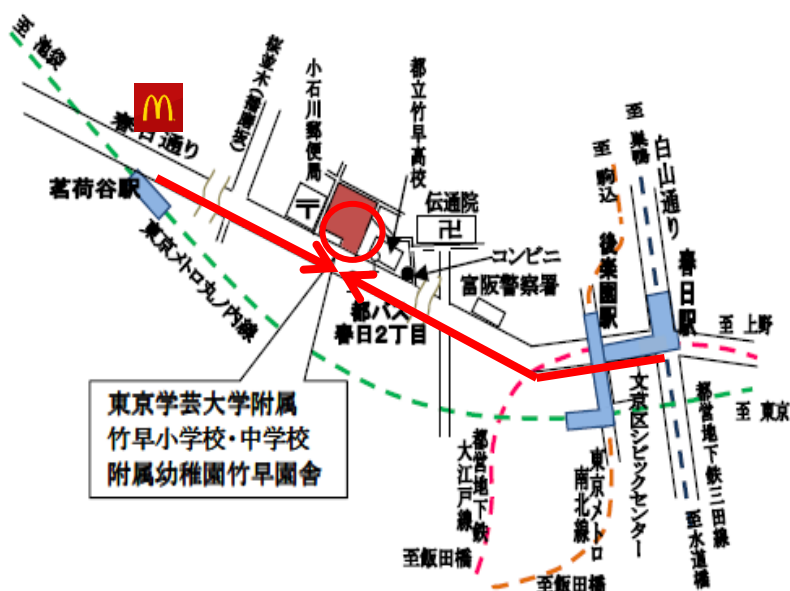 至 池袋
春日通り
桜並木(播磨坂)
小石川郵便局
都立竹早高校
茗荷谷駅
東京メトロ丸ノ内線
伝通院
コンビニ
富阪警察署
都バス
春日2丁目
至 駒込
至 巣鴨
白山通り
後楽園駅
春日駅
至 上野
至 東京
文京区シビックセンター
都営地下鉄三田線
至水道橋
東京メトロ
南北線
都営地下鉄
大江戸線
至飯田橋
至飯田橋
東京学芸大学附属
竹早小学校・中学校
附属幼稚園竹早園舎